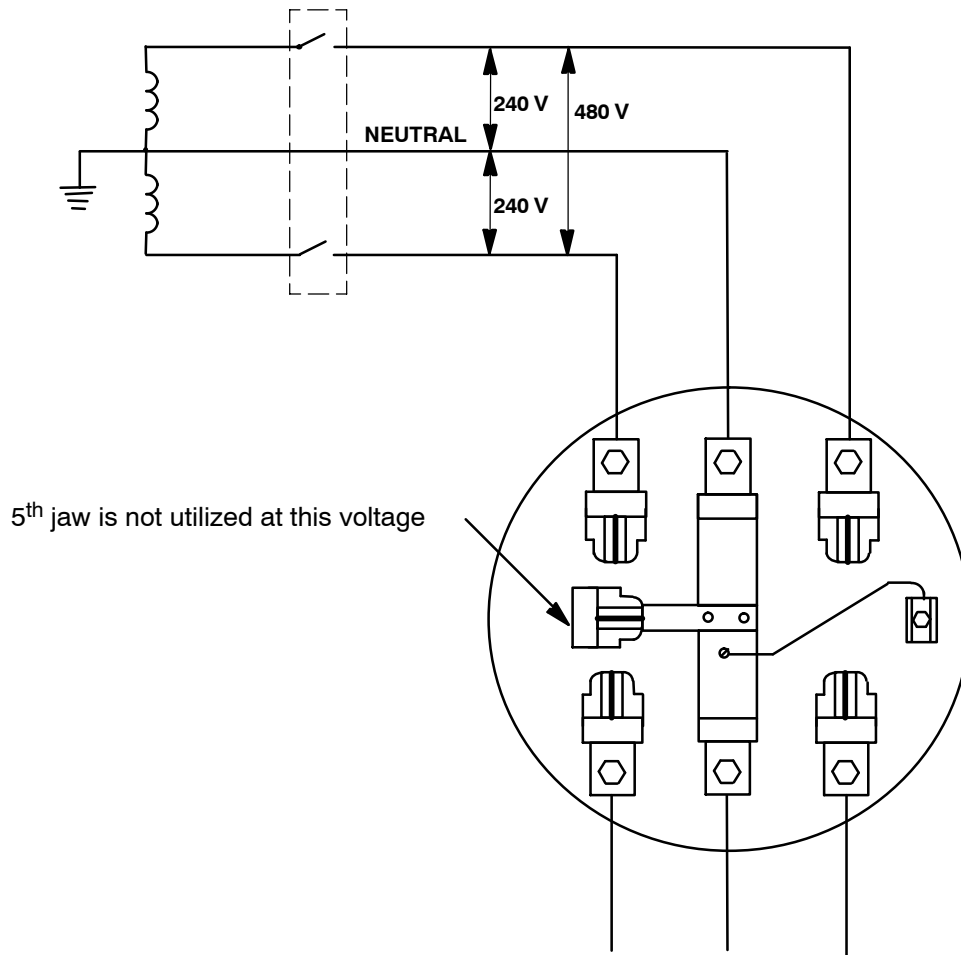 240 V
480 V
NEUTRAL
240 V
5th jaw is not utilized at this voltage